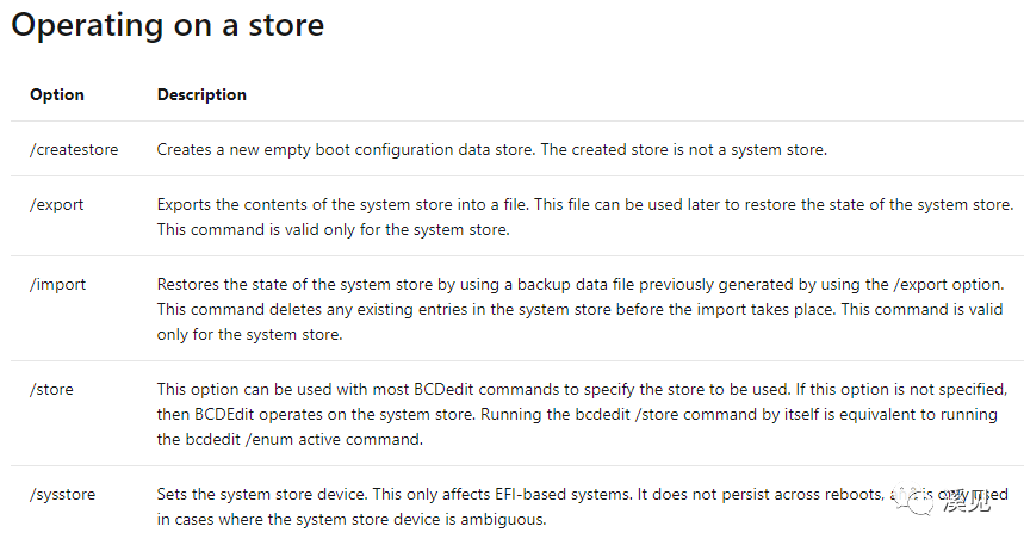 Operating on a store
Option Description
/createstore Creates a new empty boot configuration data store. The created store is not a system store.
/export Exports the contents of the system store into a file. This file can be used later to restore the state of the system store.
This command is valid only for the system store.
/import Restores the state of the system store by using a backup data file previously generated by using the /export option.
This command deletes any existing entries in the system store before the import takes place. This command is valid
only for the system store.
/store This option can be used with most BCDedit commands to specify the store to be used. If this option is not specified,
then BCDEdit operates on the system store. Running the bcdedit /store command by itself is equivalent to running
the bcdedit /enum active command.
/sysstore Sets the system store device. This only affects EFI-based systems. It does not persist across reboots, is only used
in cases where the system store device is ambiguous.
溪见